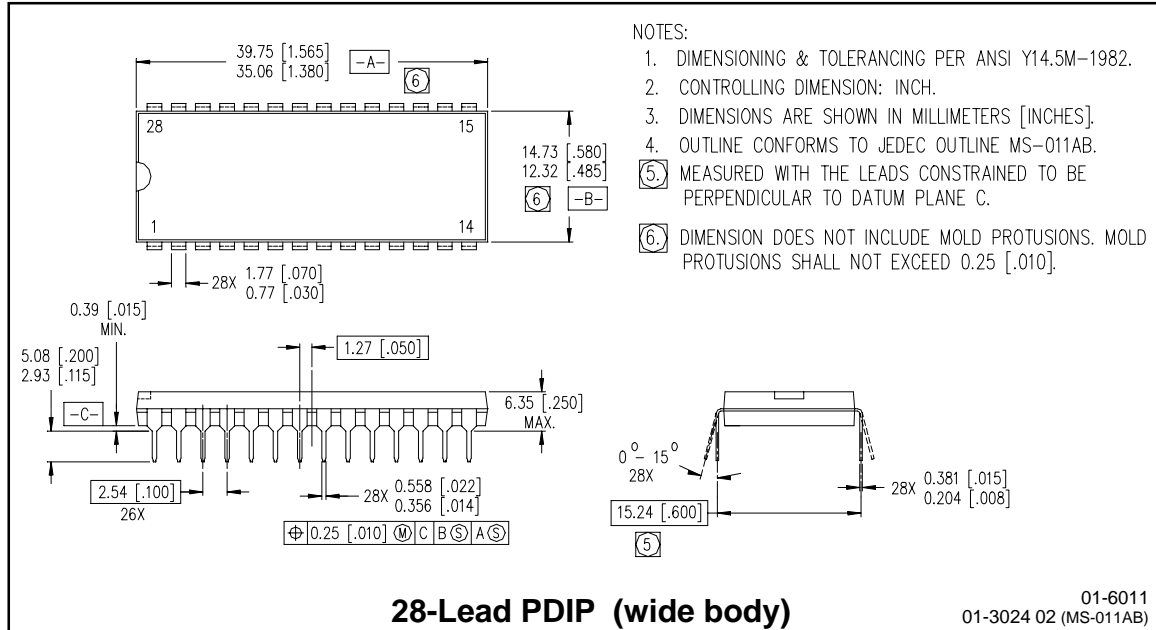 39.75 [1.565]
35.06 [1.380]
-A-
6
28
15
1
14
14.73 [.580]
12.32 [.485]
6
-B-
28X 1.77 [.070]
0.77 [.030]
NOTES:
1. DIMENSIONING & TOLERANCING PER ANSI Y14.5M-1982.
2. CONTROLLING DIMENSION: INCH.
3. DIMENSIONS ARE SHOWN IN MILLIMETERS [INCHES].
4. OUTLINE CONFORMS TO JEDEC OUTLINE MS-011AB.
5. MEASURED WITH THE LEADS CONSTRAINED TO BE
PERPENDICULAR TO DATUM PLANE C.
6. DIMENSION DOES NOT INCLUDE MOLD PROTUSIONS. MOLD
PROTUSIONS SHALL NOT EXCEED 0.25 [.010].
0.39 [.015]
MIN.
5.08 [.200]
2.93 [.115]
-C-
1.27 [.050]
6.35 [.250]
MAX.
2.54 [.100]
26X
28X 0.558 [.022]
0.356 [.014]
⌖ 0.25 [.010] Ⓜ C B Ⓢ A Ⓢ
0° - 15°
28X
15.24 [.600]
5
28X 0.381 [.015]
0.204 [.008]
28-Lead PDIP (wide body)
01-6011
01-3024 02 (MS-011AB)